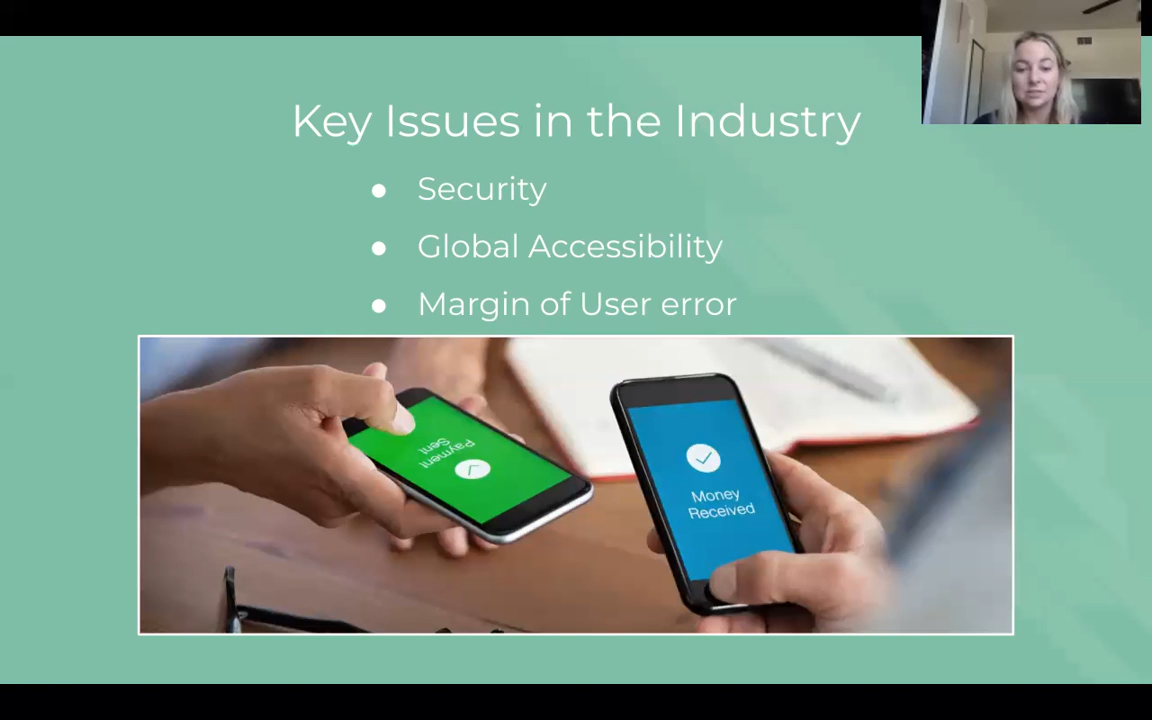 Key Issues in the Industry
● Security
● Global Accessibility
● Margin of User error
Payment
Sent
Money
Received